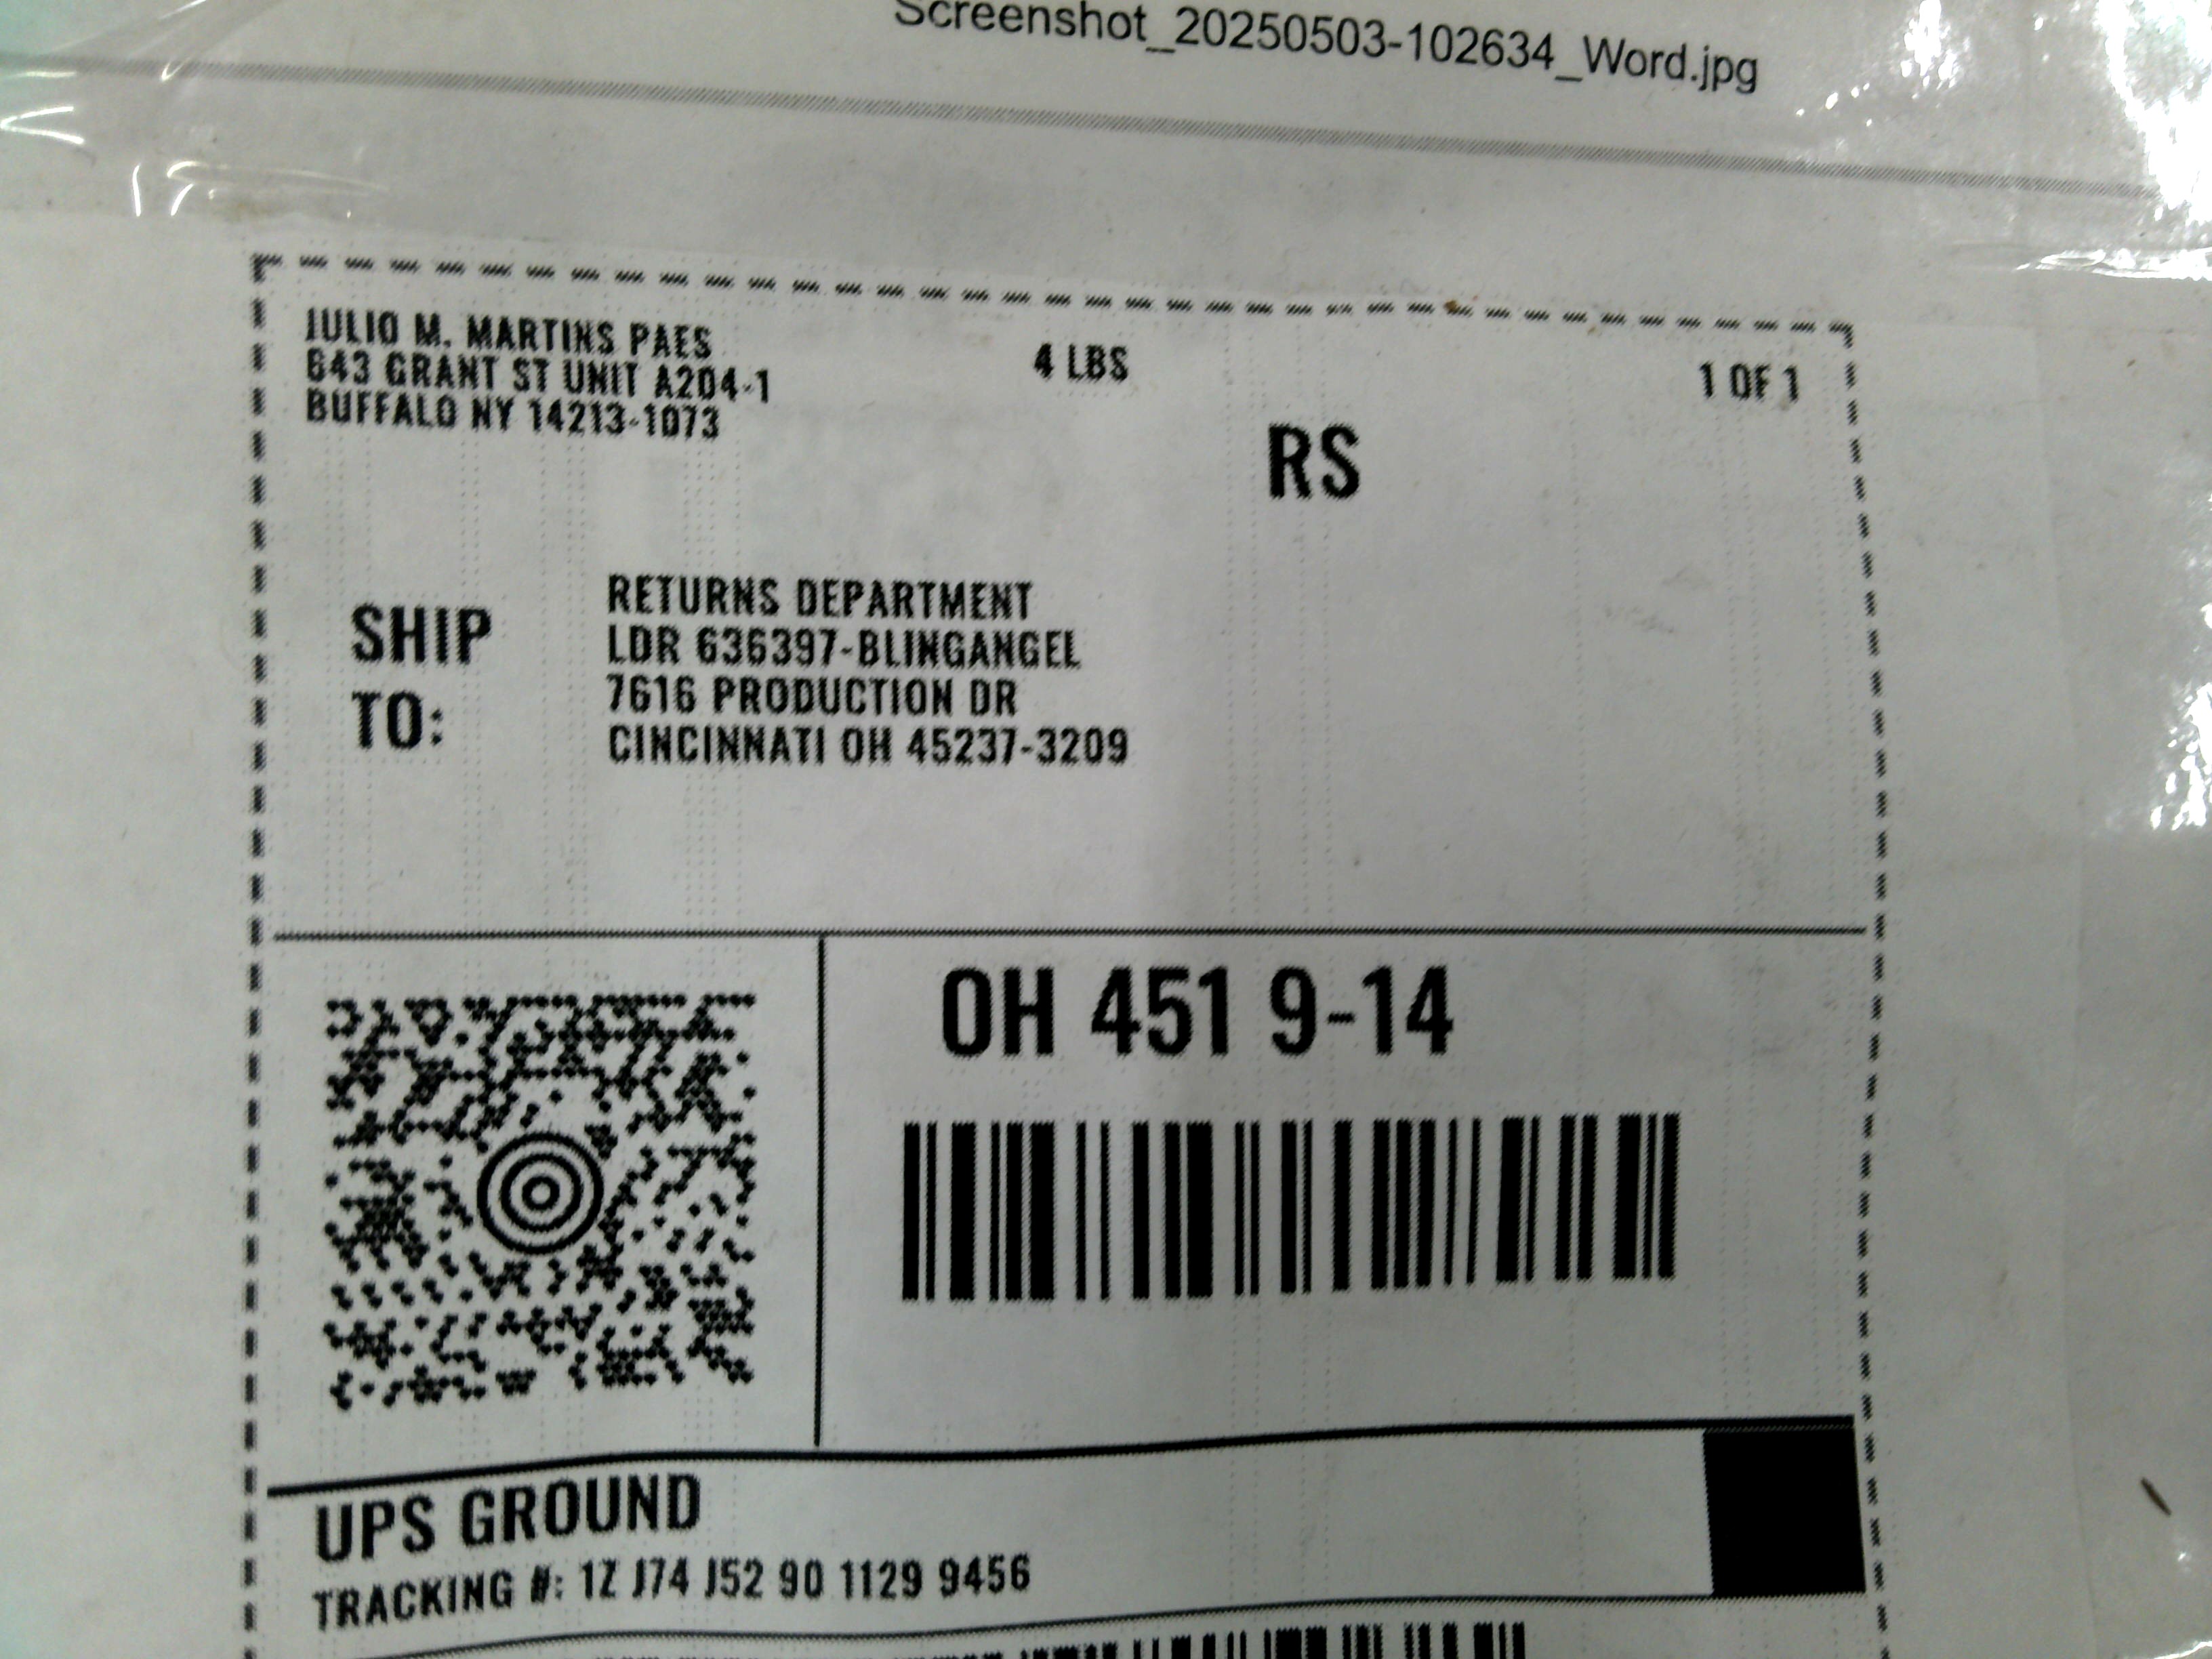 Screenshot_20250503-102634_Word.jpg
JULIO M. MARTINS PAES
643 GRANT ST UNIT A204-1
BUFFALO NY 14213-1073
4 LBS
1 OF 1
RS
SHIP
TO:
RETURNS DEPARTMENT
LDR 636397-BLINGANGEL
7616 PRODUCTION DR
CINCINNATI OH 45237-3209
OH 451 9-14
UPS GROUND
TRACKING #: 1Z J74 J52 90 1129 9456